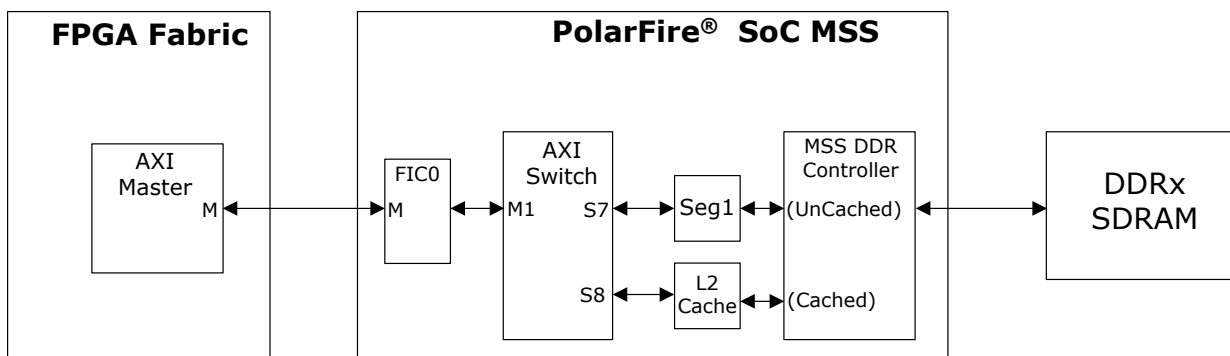 FPGA Fabric
PolarFire® SoC MSS
AXI
Master
M
FIC0
M
AXI
Switch
M1
S7
S8
Seg1
L2
Cache
MSS DDR
Controller
(UnCached)
(Cached)
DDRx
SDRAM